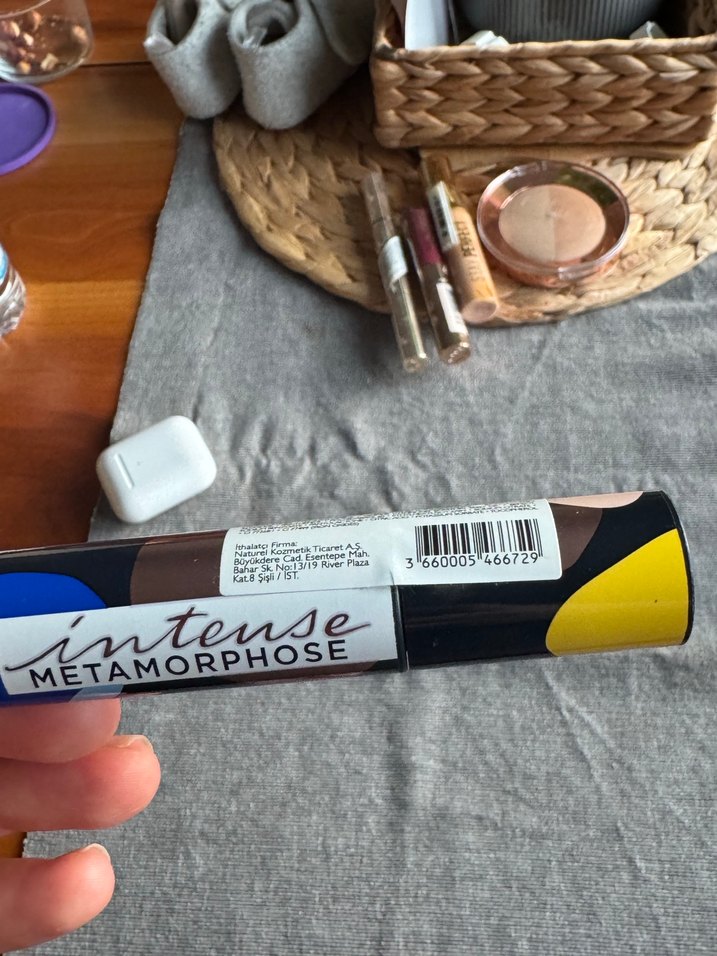 İthalatçı Firma:
Naturel Kozmetik Ticaret A.Ş.
Büyükdere Cad. Esentepe Mah.
Bahar Sk. No:13/19 River Plaza
Kat.8 Şişli / İST.
3 660005 466729
intense
METAMORPHOSE
PERFECT